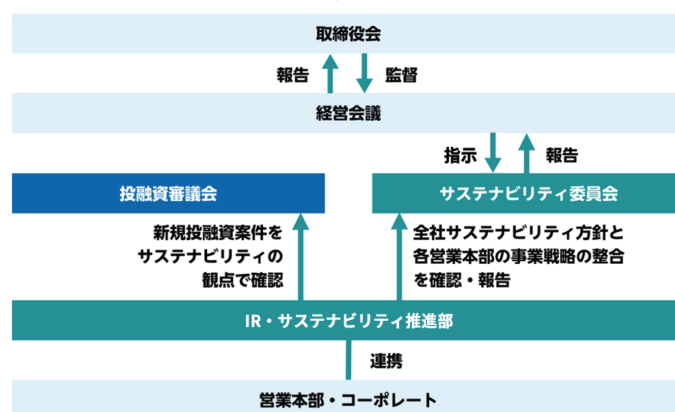 取締役会
報告
監督
経営会議
指示
報告
投融資審議会
サステナビリティ委員会
新規投融資案件を
サステナビリティの
観点で確認
全社サステナビリティ方針と
各営業本部の事業戦略の整合
を確認・報告
IR・サステナビリティ推進部
連携
営業本部・コーポレート